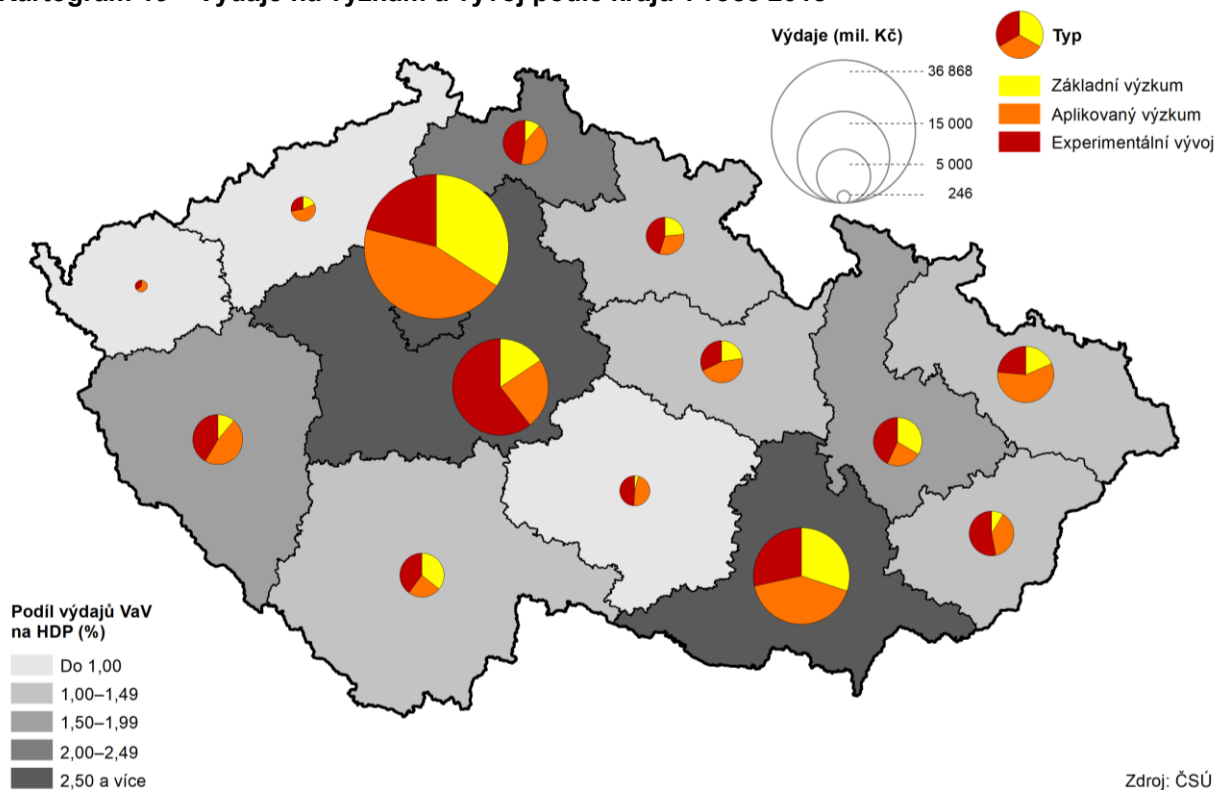 Výdaje (mil. Kč)
36 868
15 000
5 000
246
Typ
Základní výzkum
Aplikovaný výzkum
Experimentální vývoj
Podíl výdajů VaV
na HDP (%)
Do 1,00
1,00–1,49
1,50–1,99
2,00–2,49
2,50 a více
Zdroj: ČSÚ